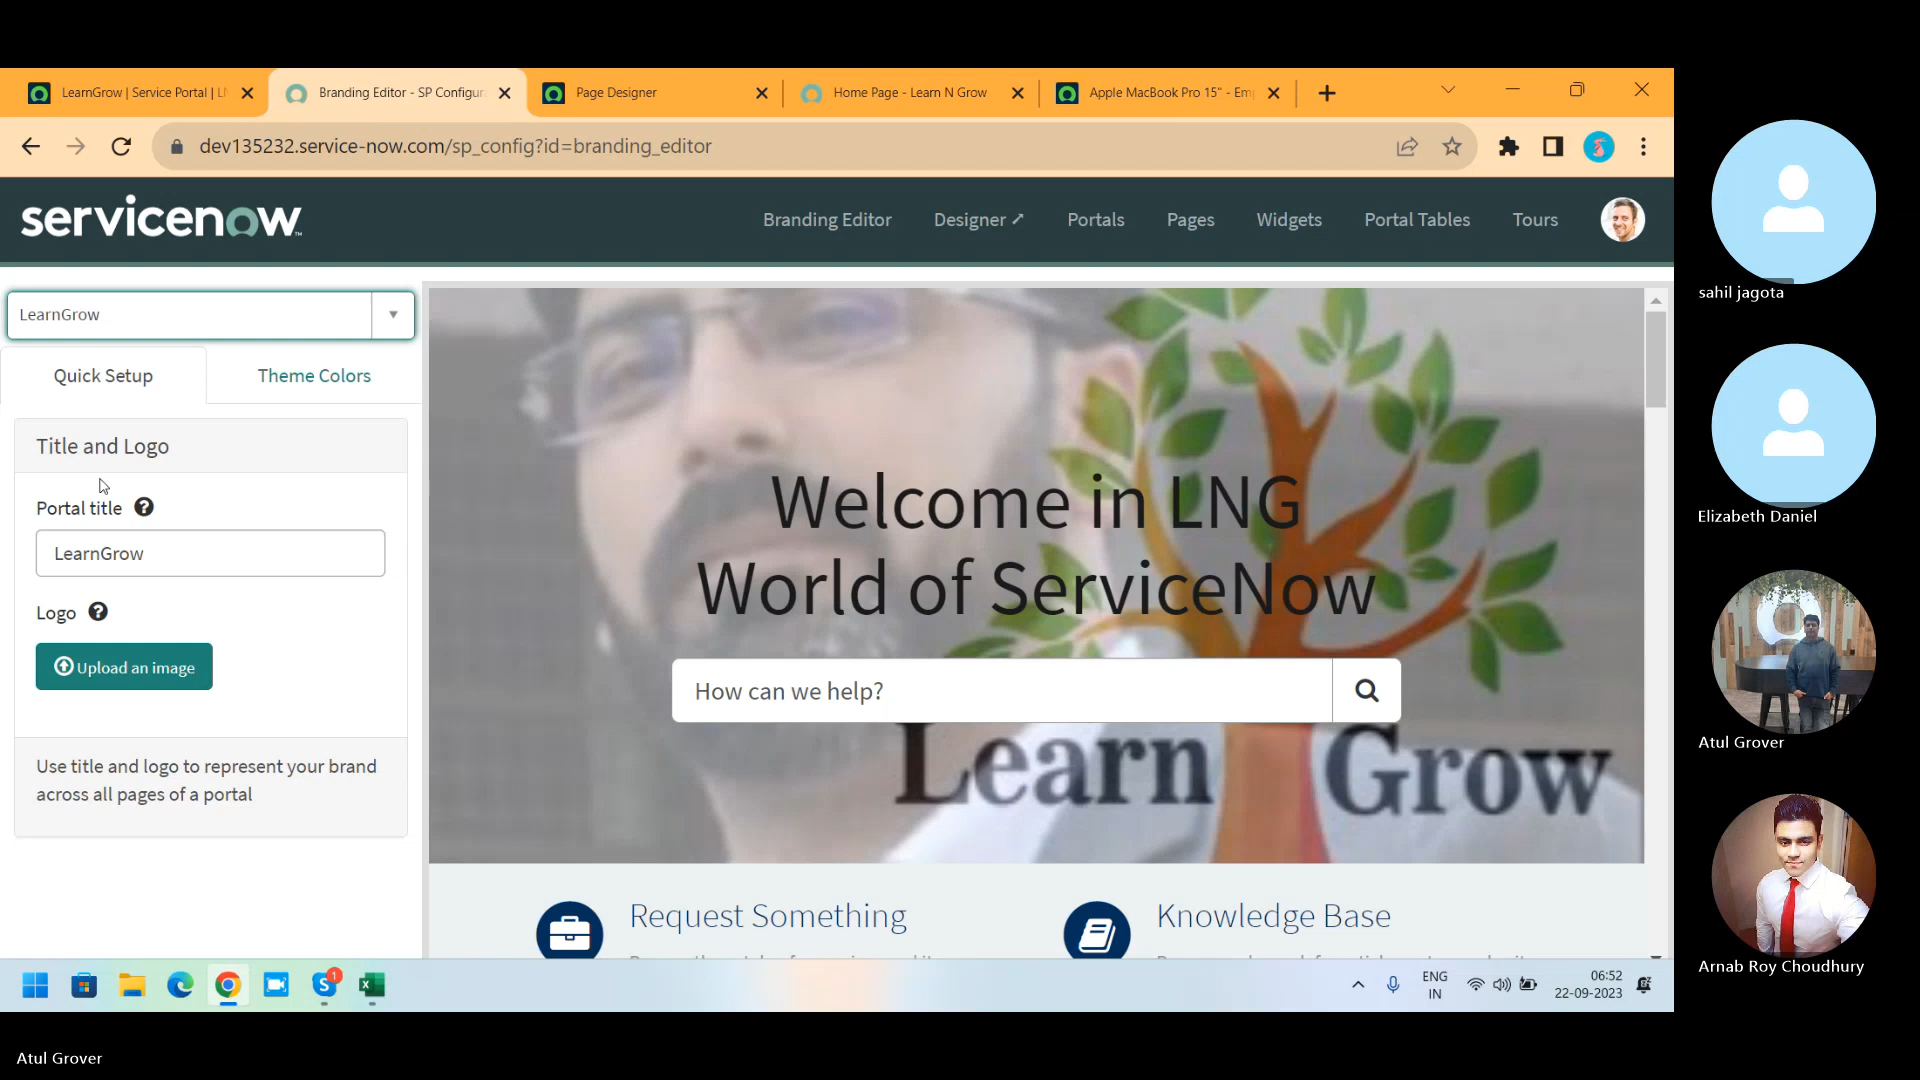 LearnGrow | Service Portal | LN
Branding Editor - SP Configur
Page Designer
Home Page - Learn N Grow
Apple MacBook Pro 15" - Emp
dev135232.service-now.com/sp_config?id=branding_editor
servicenow
Branding Editor
Designer
Portals
Pages
Widgets
Portal Tables
Tours
LearnGrow
Quick Setup
Theme Colors
Title and Logo
Portal title
LearnGrow
Logo
Upload an image
Use title and logo to represent your brand
across all pages of a portal
Welcome in LNG
World of ServiceNow
How can we help?
Learn Grow
Request Something
Knowledge Base
sahil jagota
Elizabeth Daniel
Atul Grover
Arnab Roy Choudhury
1
ENG
IN
06:52
22-09-2023
Atul Grover